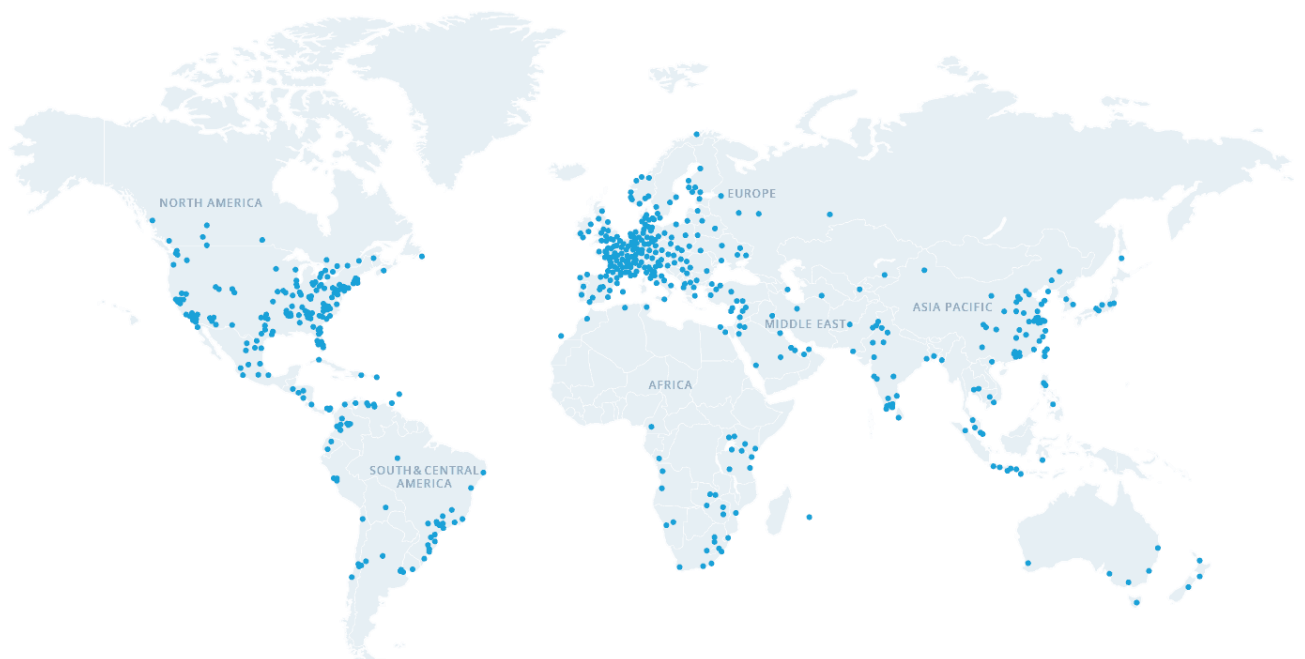 NORTH AMERICA
EUROPE
ASIA PACIFIC
MIDDLE EAST
AFRICA
SOUTH & CENTRAL
AMERICA